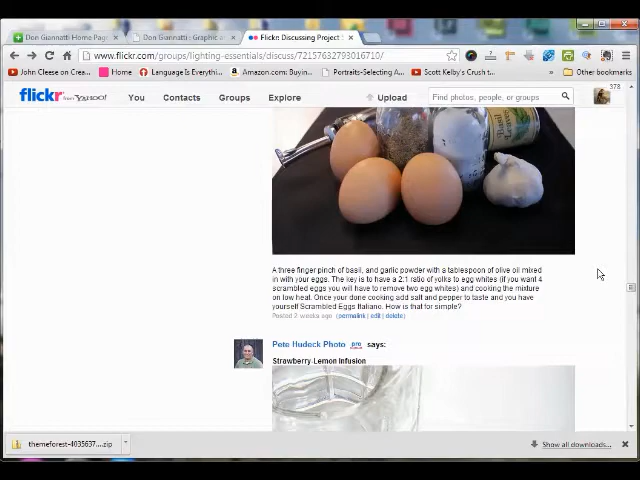 Don Giannatti Home Pag
Don Giannatti : Graphic a
Flickr: Discussing Project
www.flickr.com/groups/lighting-essentials/discuss/72157632793016710/
John Cleese on Crea...
Home
Language Is Everythi...
Amazon.com: Buyin...
Portraits-Selecting A...
Scott Kelby's Crush t...
»
Other bookmarks
flickr from YAHOO!
You
Contacts
Groups
Explore
Upload
Find photos, people, or groups
378
Basil
Leaves
A three finger pinch of basil, and garlic powder with a tablespoon of olive oil mixed
in with your eggs. The key is to have a 2:1 ratio of yolks to egg whites (if you want 4
scrambled eggs you will have to remove two egg whites) and cooking the mixture
on low heat. Once your done cooking add salt and pepper to taste and you have
yourself Scrambled Eggs Italiano. How is that for simple?
Posted 2 weeks ago (permalink | edit | delete)
Pete Hudeck Photo pro says:
Strawberry-Lemon Infusion
themeforest-4035637....zip
Show all downloads...